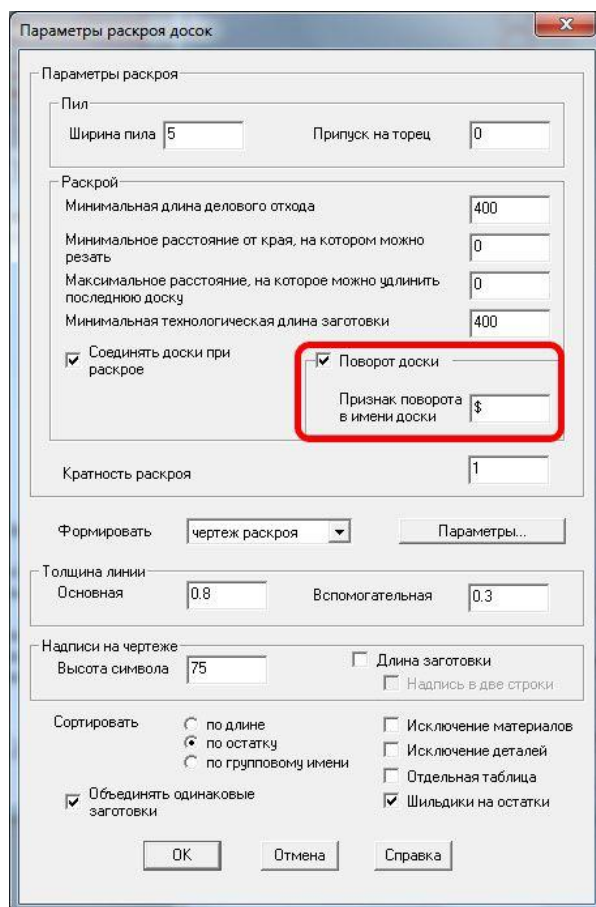 Параметры раскроя досок
Параметры раскроя
Пил
Ширина пила 5 Припуск на торец 0
Раскрой
Минимальная длина делового отхода 400
Минимальное расстояние от края, на котором можно
резать 0
Максимальное расстояние, на которое можно удлинить
последнюю доску 0
Минимальная технологическая длина заготовки 400
Соединять доски при
раскрое
Поворот доски
Признак поворота
в имени доски $
Кратность раскроя 1
Формировать чертеж раскроя Параметры...
Толщина линии
Основная 0.8 Вспомогательная 0.3
Надписи на чертеже
Высота символа 75 Длина заготовки
Надпись в две строки
Сортировать по длине Исключение материалов
по остатку Исключение деталей
по групповому имени Отдельная таблица
Объединять одинаковые
заготовки
Шильдики на остатки
OK Отмена Справка